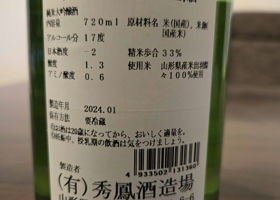 純米大吟醸酒
内容量 720ml
原材料名 米(国産)、米麹(国産米)
アルコール分 17度
日本酒度 -2
精米歩合 33%
酸度 1.3
使用米 山形県産米出羽燦々100%使用
アミノ酸度 0.6
製造年月 2024.01
保存方法 要冷蔵
お酒は20歳になってから、おいしく適量を。
妊娠中、授乳期の飲酒は気をつけましょう。
4933502131360
製造者
(有)秀鳳酒造場